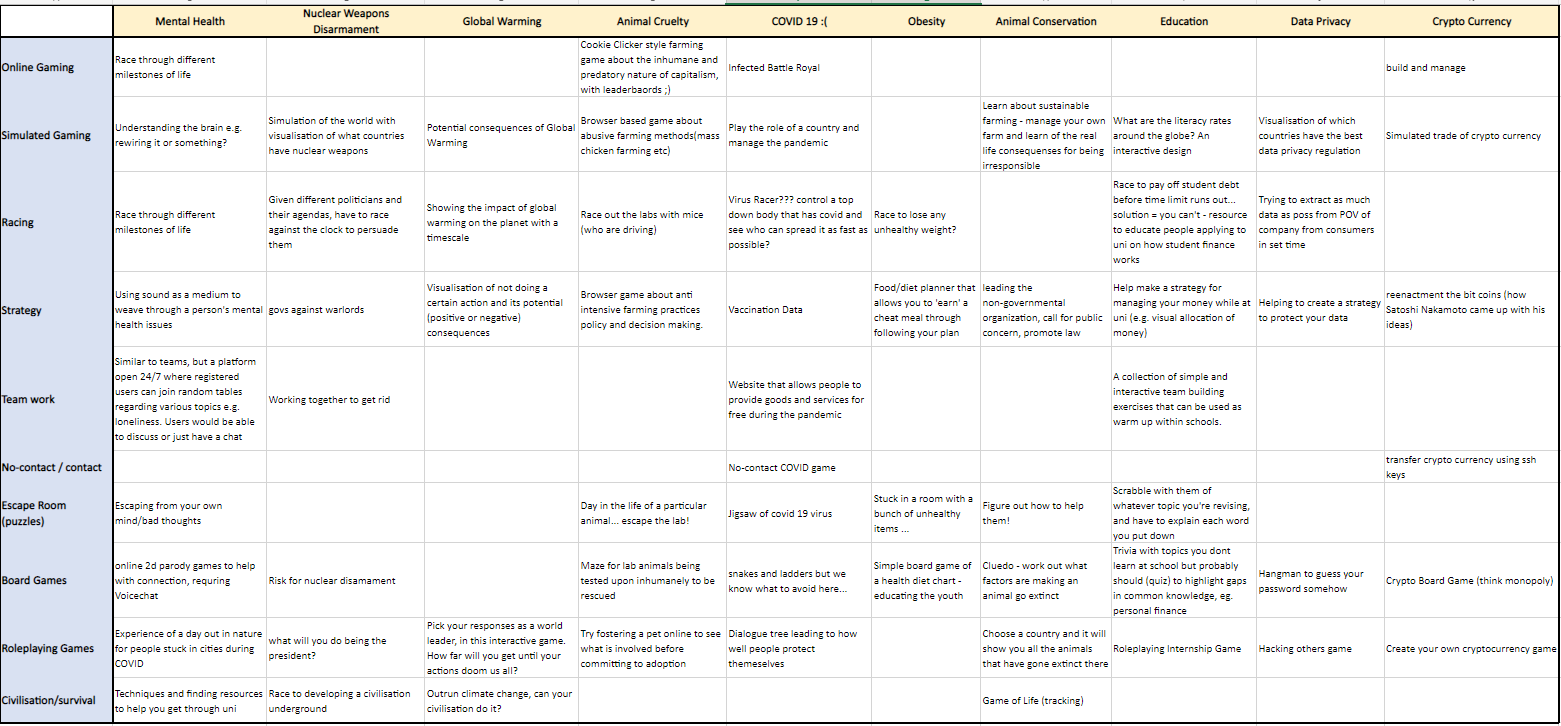 Mental Health
Nuclear Weapons
Disarmament
Global Warming
Animal Cruelty
COVID 19 :(
Obesity
Animal Conservation
Education
Data Privacy
Crypto Currency
Online Gaming
Race through different
milestones of life
Cookie Clicker style farming
game about the inhumane and
predatory nature of capitalism,
with leaderbaords ;)
Infected Battle Royal
build and manage
Simulated Gaming
Understanding the brain e.g.
rewiring it or something?
Simulation of the world with
visualisation of what countries
have nuclear weapons
Potential consequences of Global
Warming
Browser based game about
abusive farming methods(mass
chicken farming etc)
Play the role of a country and
manage the pandemic
Learn about sustainable
farming - manage your own
farm and learn of the real
life consequenses for being
irresponsible
What are the literacy rates
around the globe? An
interactive design
Visualisation of which
countries have the best
data privacy regulation
Simulated trade of crypto currency
Racing
Race through different
milestones of life
Given different politicians and
their agendas, have to race
against the clock to persuade
them
Showing the impact of global
warming on the planet with a
timescale
Race out the labs with mice
(who are driving)
Virus Racer??? control a top
down body that has covid and
see who can spread it as fast as
possible?
Race to lose any
unhealthy weight?
Race to pay off student debt
before time limit runs out...
solution = you can't - resource
to educate people applying to
uni on how student finance
works
Trying to extract as much
data as poss from POV of
company from consumers
in set time
Strategy
Using sound as a medium to
weave through a person's mental
health issues
govs against warlords
Visualisation of not doing a
certain action and its potential
(positive or negative)
consequences
Browser game about anti
intensive farming practices
policy and decision making.
Vaccination Data
Food/diet planner that
allows you to 'earn' a
cheat meal through
following your plan
leading the
non-governmental
organization, call for public
concern, promote law
Help make a strategy for
managing your money while at
uni (e.g. visual allocation of
money)
Helping to create a strategy
to protect your data
reenactment the bit coins (how
Satoshi Nakamoto came up with his
ideas)
Team work
Similar to teams, but a platform
open 24/7 where registered
users can join random tables
regarding various topics e.g.
loneliness. Users would be able
to discuss or just have a chat
Working together to get rid
Website that allows people to
provide goods and services for
free during the pandemic
A collection of simple and
interactive team building
exercises that can be used as
warm up within schools.
No-contact / contact
No-contact COVID game
transfer crypto currency using ssh
keys
Escape Room
(puzzles)
Escaping from your own
mind/bad thoughts
Day in the life of a particular
animal... escape the lab!
Jigsaw of covid 19 virus
Stuck in a room with a
bunch of unhealthy
items ...
Figure out how to help
them!
Scrabble with them of
whatever topic you're revising,
and have to explain each word
you put down
Board Games
online 2d parody games to help
with connection, requring
Voicechat
Risk for nuclear disamament
Maze for lab animals being
tested upon inhumanely to be
rescued
snakes and ladders but we
know what to avoid here...
Simple board game of
a health diet chart -
educating the youth
Cluedo - work out what
factors are making an
animal go extinct
Trivia with topics you dont
learn at school but probably
should (quiz) to highlight gaps
in common knowledge, eg.
personal finance
Hangman to guess your
password somehow
Crypto Board Game (think monopoly)
Roleplaying Games
Experience of a day out in nature
for people stuck in cities during
COVID
what will you do being the
president?
Pick your responses as a world
leader, in this interactive game.
How far will you get until your
actions doom us all?
Try fostering a pet online to see
what is involved before
committing to adoption
Dialogue tree leading to how
well people protect
themeselves
Choose a country and it will
show you all the animals
that have gone extinct there
Roleplaying Internship Game
Hacking others game
Create your own cryptocurrency game
Civilisation/survival
Techniques and finding resources
to help you get through uni
Race to developing a civilisation
underground
Outrun climate change, can your
civilisation do it?
Game of Life (tracking)